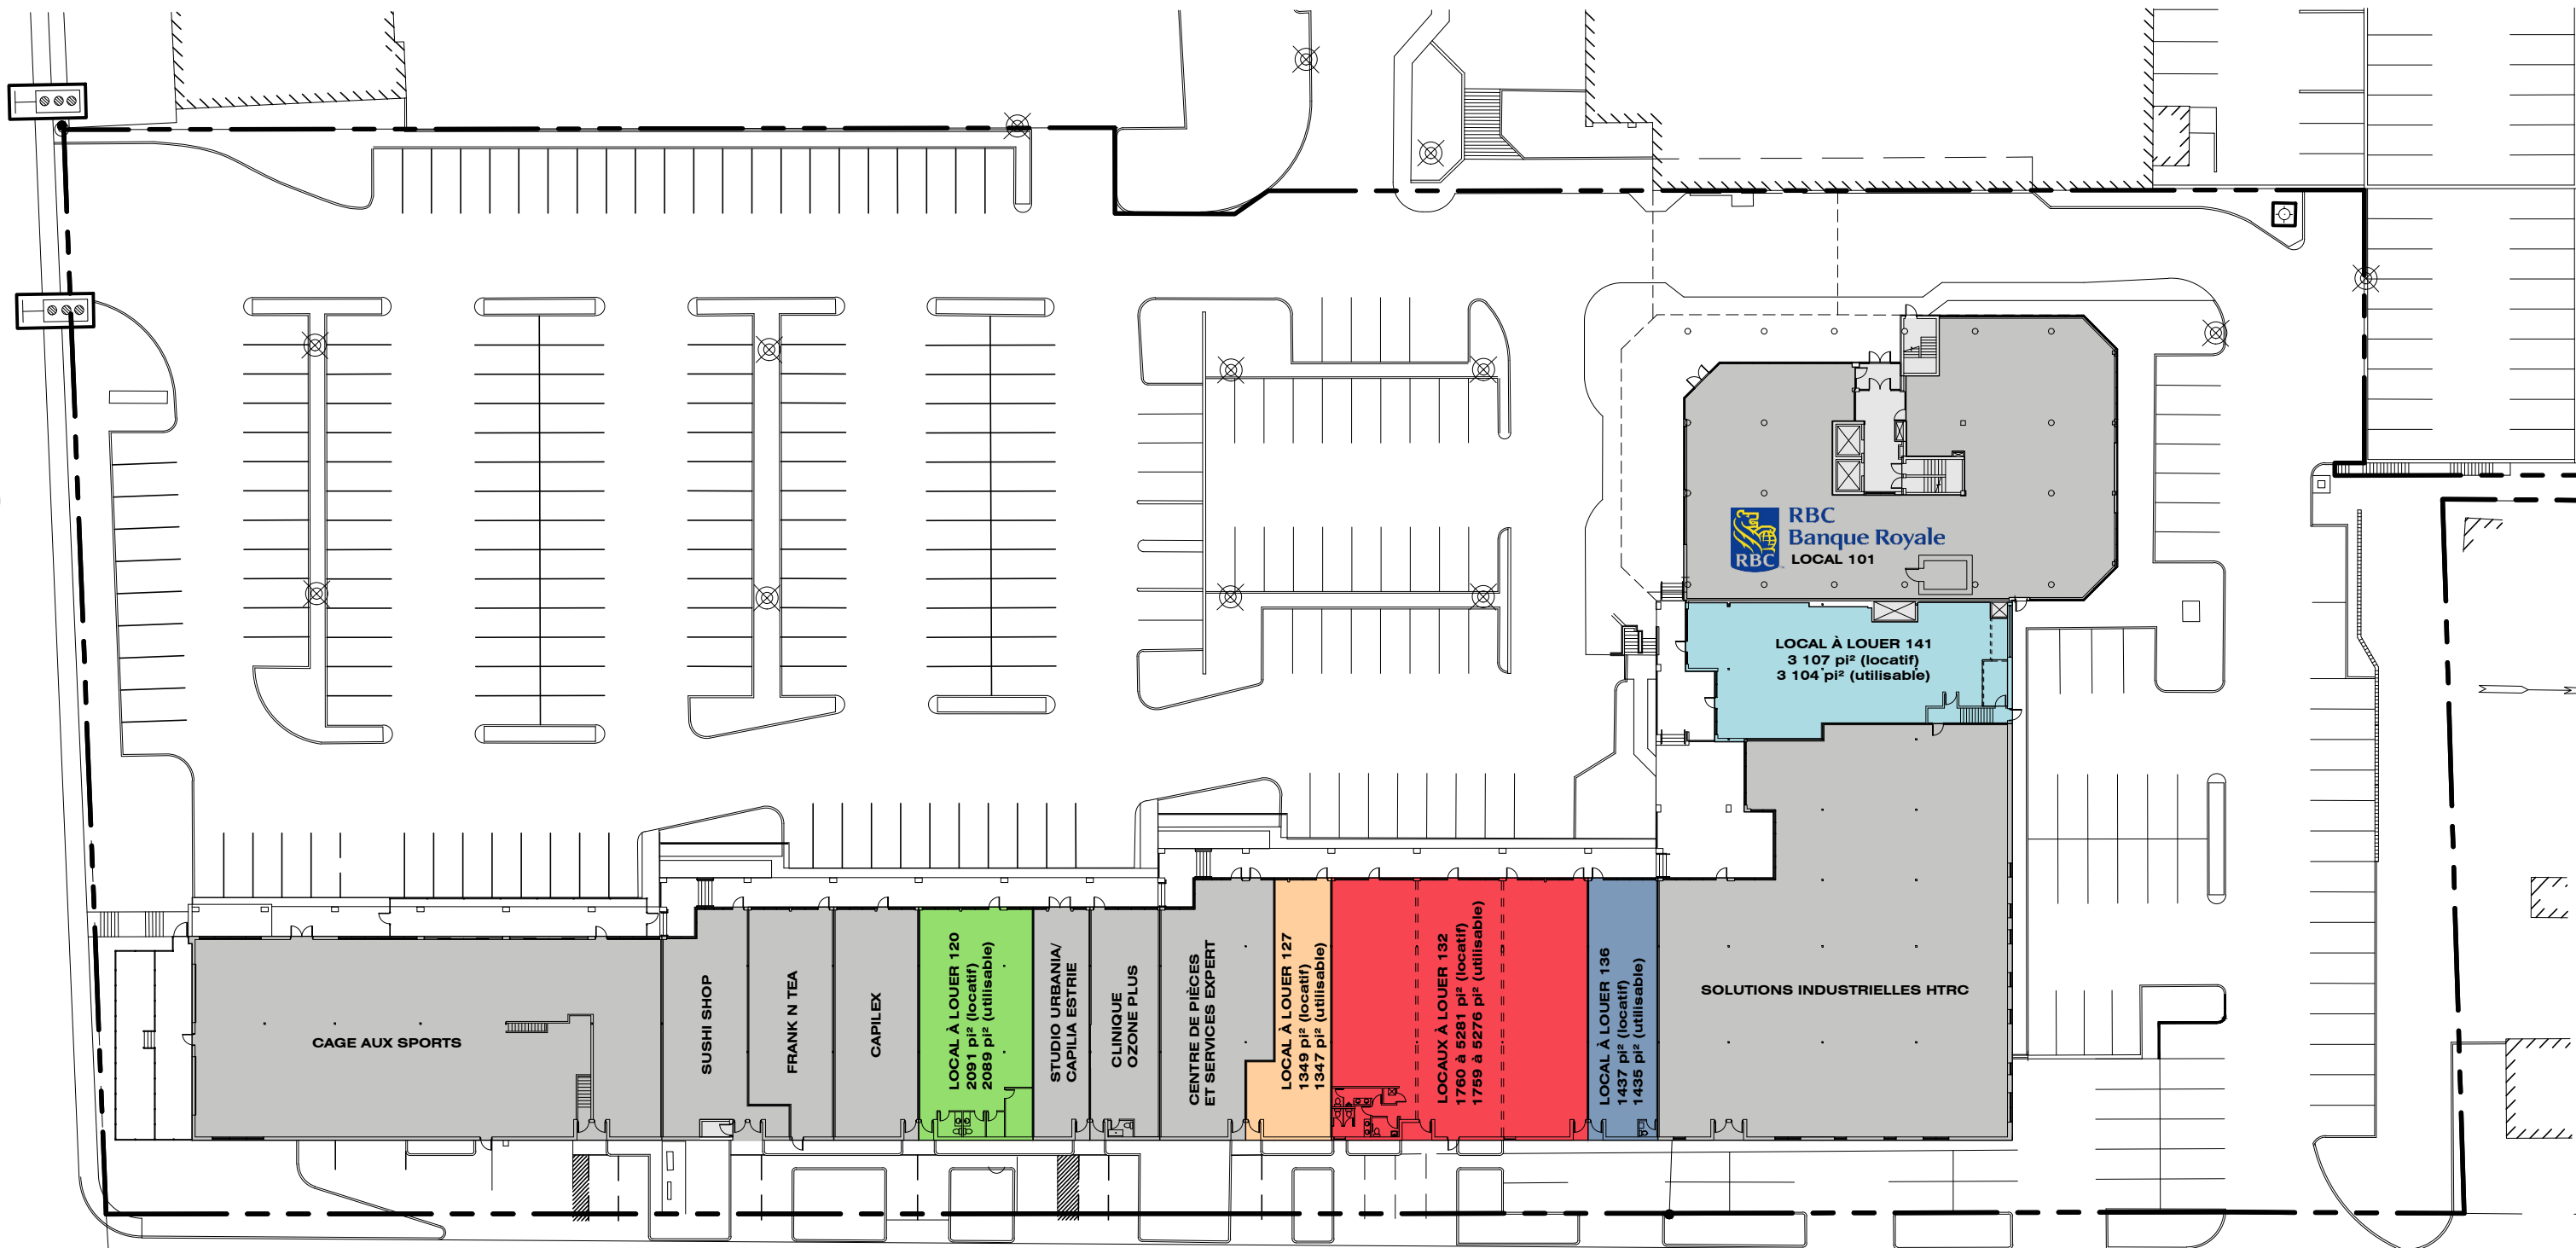 RBC
RBC
Banque Royale
LOCAL 101
LOCAL À LOUER 141
3 107 pi² (locatif)
3 104 pi² (utilisable)
CAGE AUX SPORTS
SUSHI SHOP
FRANK N TEA
CAPILEX
LOCAL À LOUER 120
2091 pi² (locatif)
2089 pi² (utilisable)
STUDIO URBANIA/
CAPILIA ESTRIE
CLINIQUE
OZONE PLUS
CENTRE DE PIÈCES
ET SERVICES EXPERT
LOCAL À LOUER 127
1349 pi² (locatif)
1347 pi² (utilisable)
LOCAUX À LOUER 132
1760 à 5281 pi² (locatif)
1759 à 5276 pi² (utilisable)
LOCAL À LOUER 136
1437 pi² (locatif)
1435 pi² (utilisable)
SOLUTIONS INDUSTRIELLES HTRC